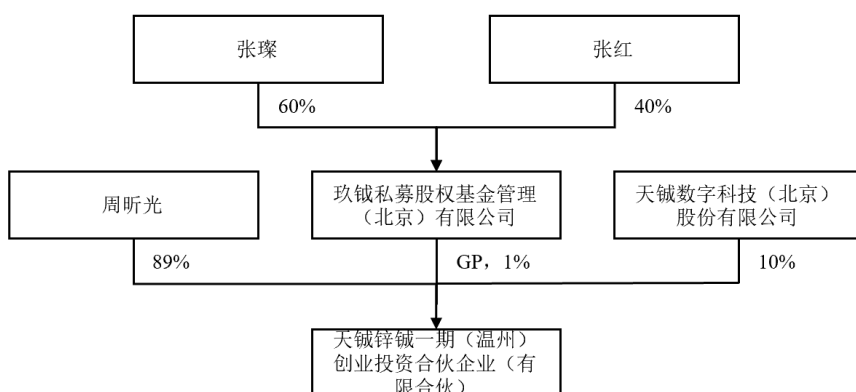 张璨
张红
60%
40%
周昕光
玖钺私募股权基金管理
（北京）有限公司
天铖数字科技（北京）
股份有限公司
89%
GP，1%
10%
天铖锌铖一期（温州）
创业投资合伙企业（有
限合伙）